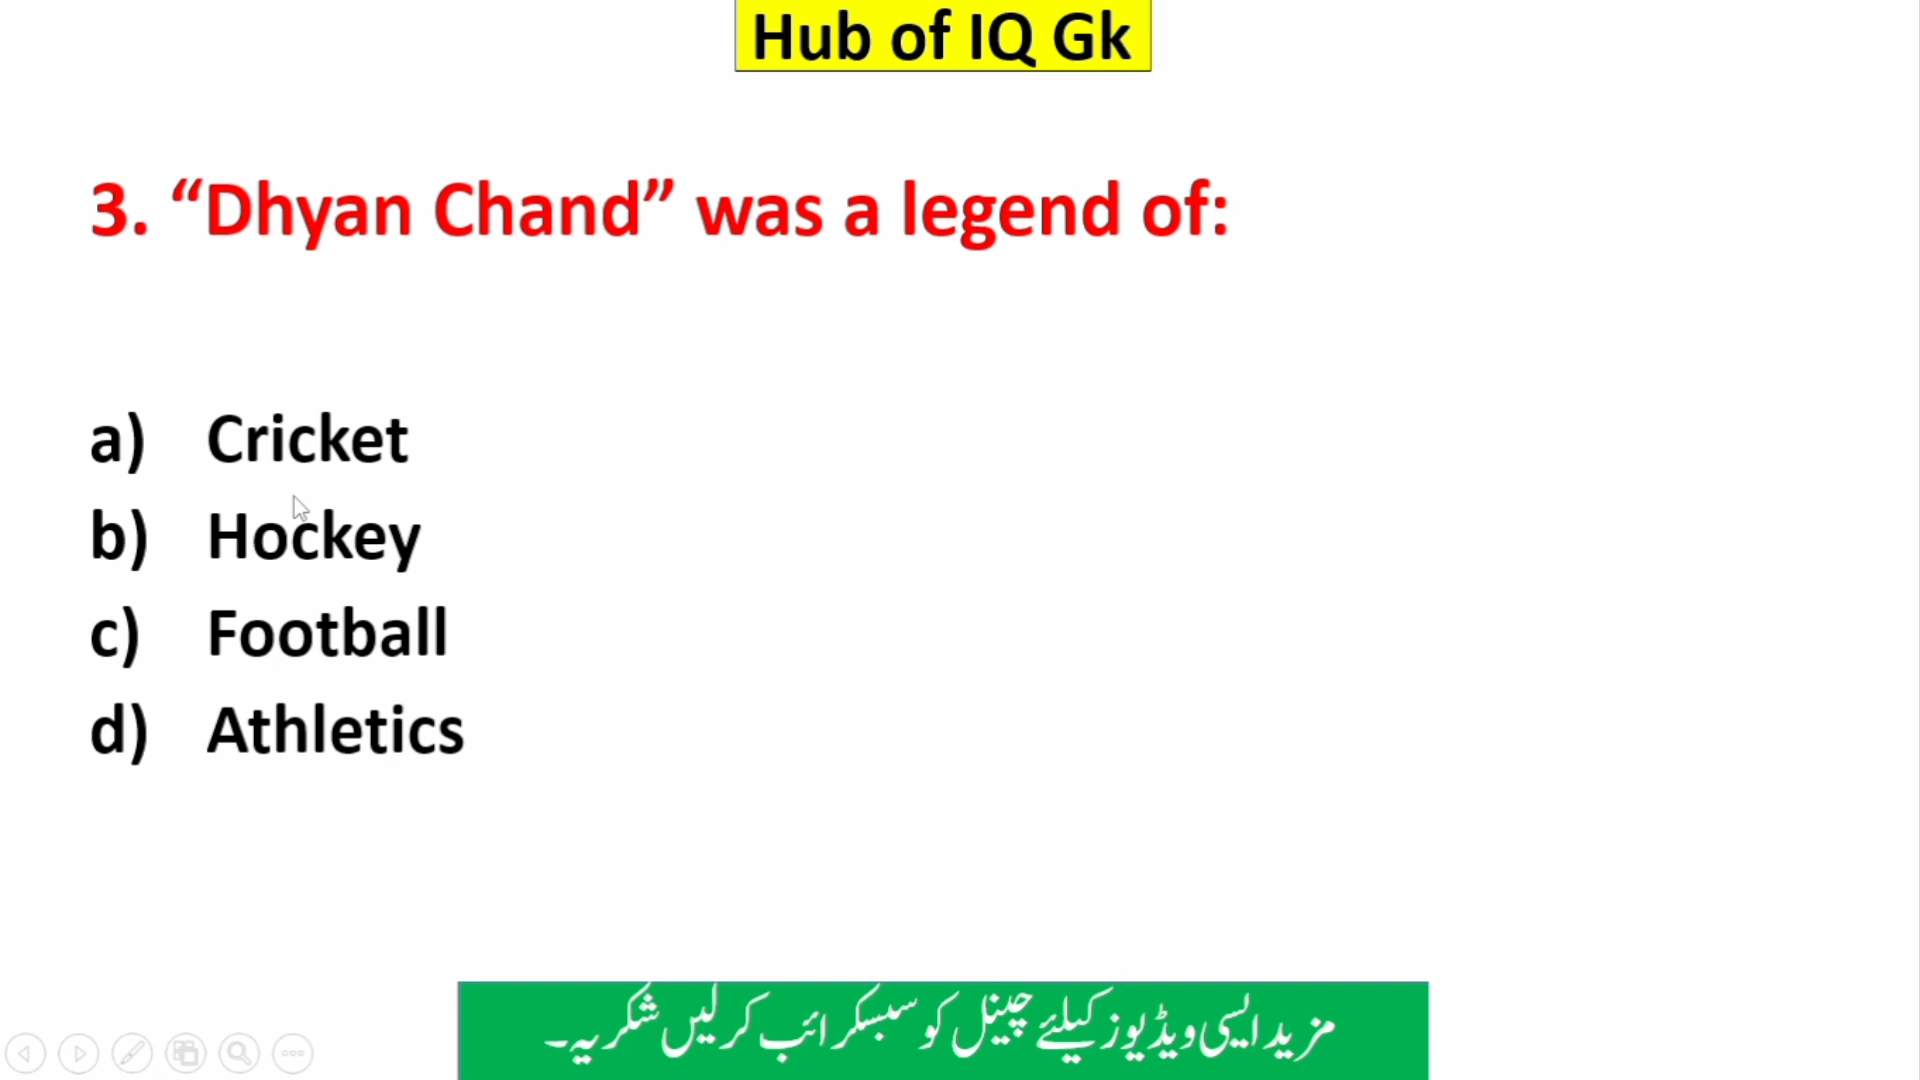 Hub of IQ Gk
3. “Dhyan Chand” was a legend of:
a) Cricket
b) Hockey
c) Football
d) Athletics
مزید ایسی ویڈیوز کیلئے چینل کو سبسکرائب کر لیں شکریہ۔